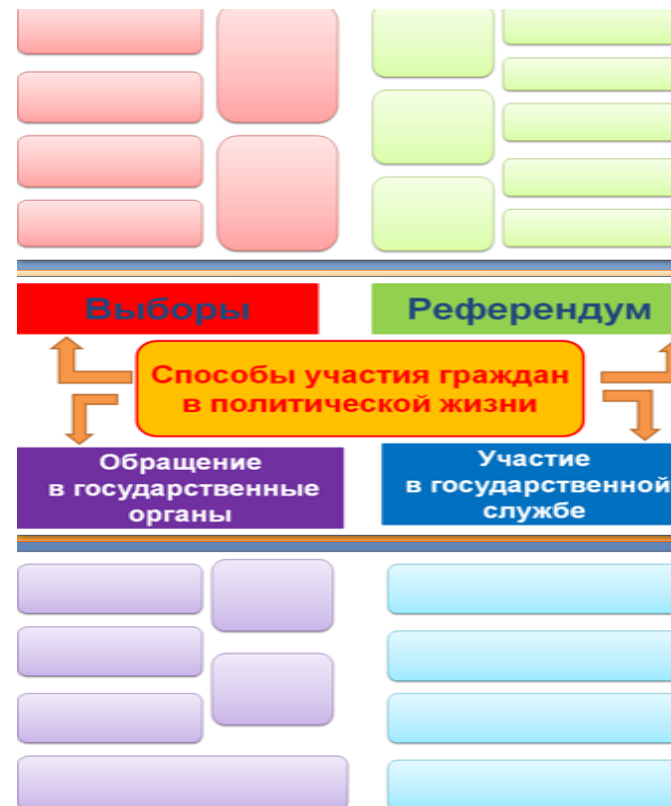 Выборы
Референдум
Способы участия граждан
в политической жизни
Обращение
в государственные
органы
Участие
в государственной
службе